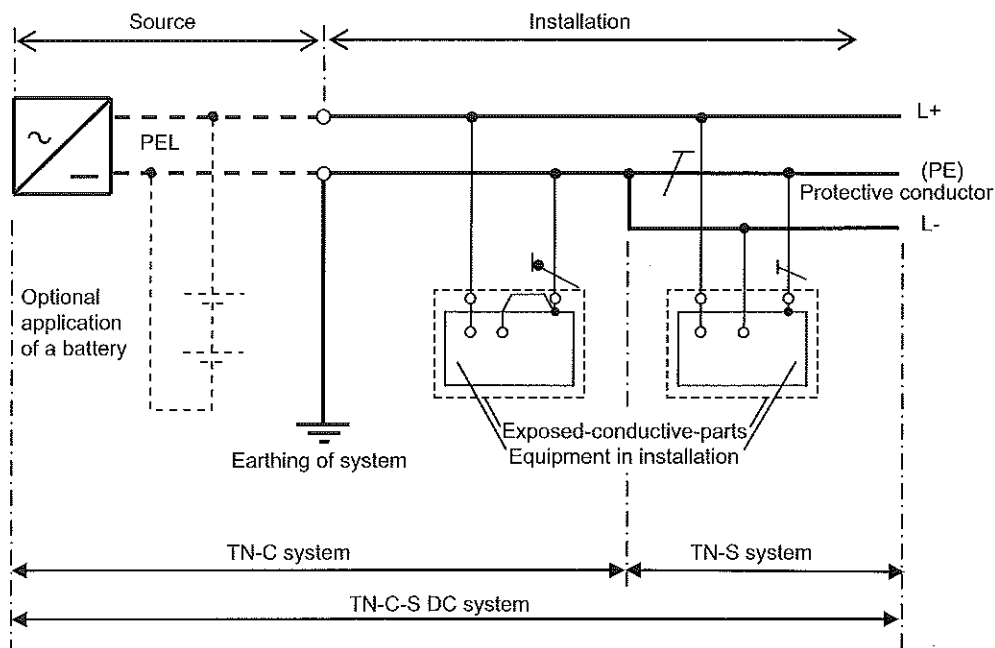 Source
Installation
L+
PEL
(PE)
Protective conductor
L-
Optional
application
of a battery
Exposed-conductive-parts
Equipment in installation
Earthing of system
TN-C system
TN-S system
TN-C-S DC system